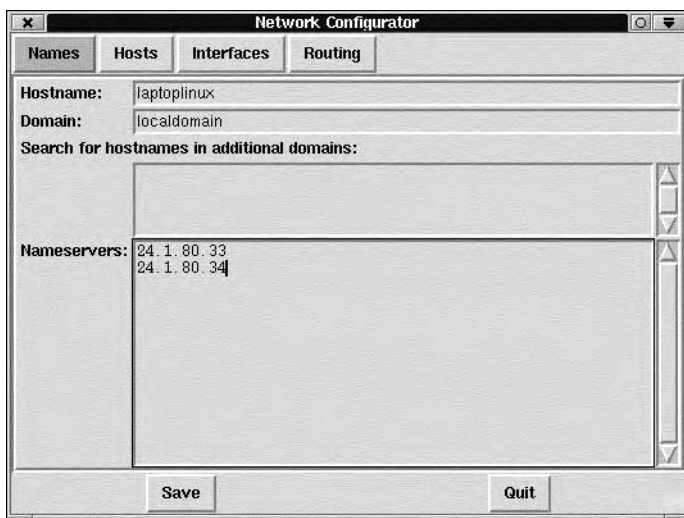 Network Configurator
Names Hosts Interfaces Routing
Hostname: laptoplinux
Domain: localdomain
Search for hostnames in additional domains:
Nameservers: 24.1.80.33
24.1.80.34
Save Quit